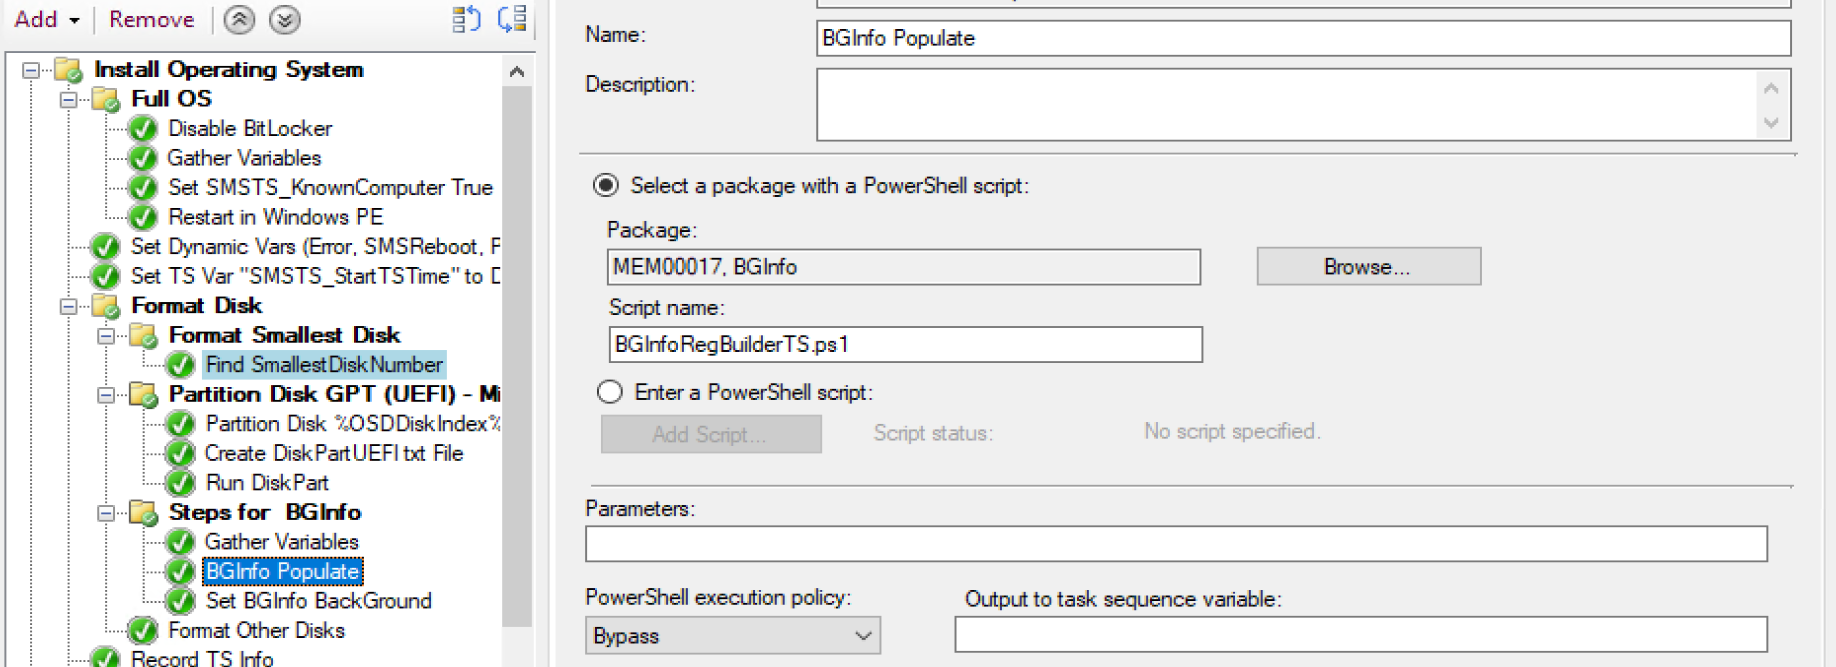 Add
Remove
Install Operating System
Full OS
Disable BitLocker
Gather Variables
Set SMSTS_KnownComputer True
Restart in Windows PE
Set Dynamic Vars (Error, SMSReboot, F
Set TS Var "SMSTS_StartTSTime" to D
Format Disk
Format Smallest Disk
Find SmallestDiskNumber
Partition Disk GPT (UEFI) - Mi
Partition Disk %OSDDiskIndex%
Create DiskPartUEFI txt File
Run DiskPart
Steps for BGInfo
Gather Variables
BGInfo Populate
Set BGInfo BackGround
Format Other Disks
Record TS Info
Name:
BGInfo Populate
Description:
Select a package with a PowerShell script:
Package:
MEM00017, BGInfo
Browse...
Script name:
BGInfoRegBuilderTS.ps1
Enter a PowerShell script:
Add Script...
Script status:
No script specified.
Parameters:
PowerShell execution policy:
Output to task sequence variable:
Bypass